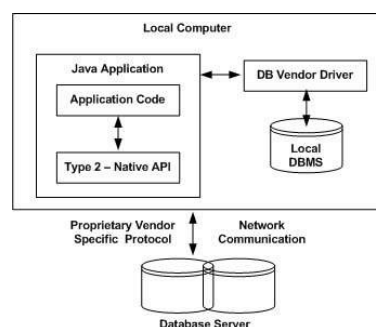 Local Computer
Java Application
Application Code
Type 2 – Native API
DB Vendor Driver
Local
DBMS
Proprietary Vendor
Specific Protocol
Network
Communication
Database Server